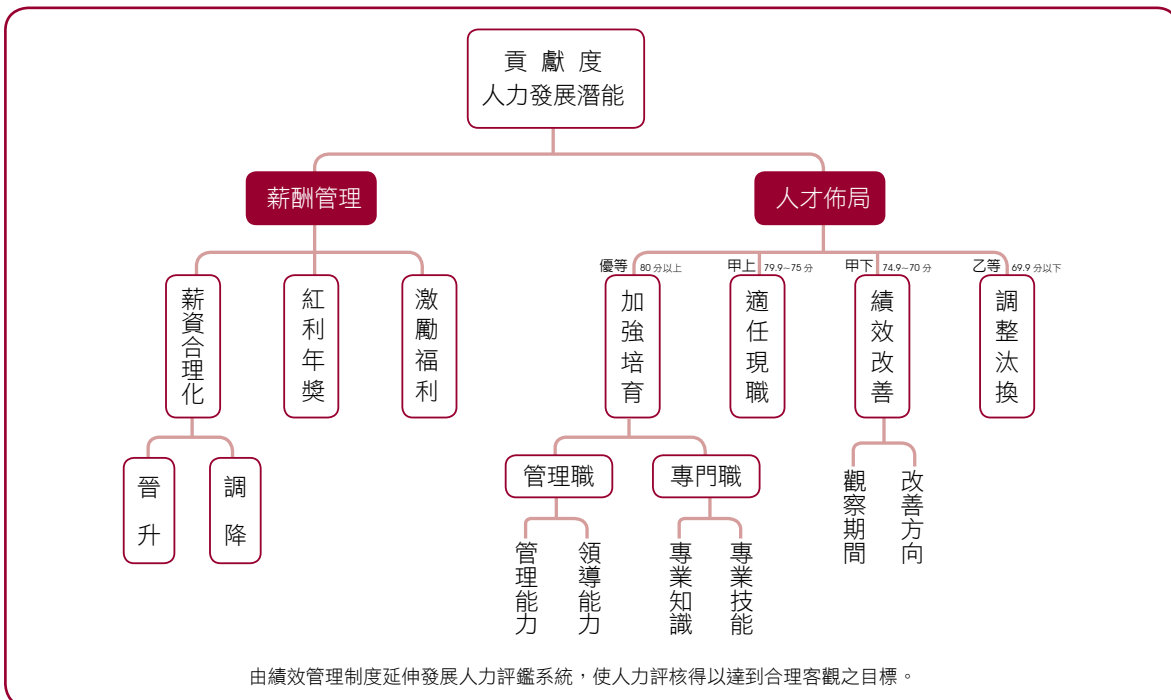 貢獻度
人力發展潛能
薪酬管理
人才佈局
優等 80 分以上
甲上 79.9~75 分
甲下 74.9~70 分
乙等 69.9 分以下
薪資合理化
紅利年獎
激勵福利
加強培育
適任現職
績效改善
調整汰換
晉升
調降
管理職
專門職
觀察期間
改善方向
管理能力
領導能力
專業知識
專業技能
由績效管理制度延伸發展人力評鑑系統，使人力評核得以達到合理客觀之目標。